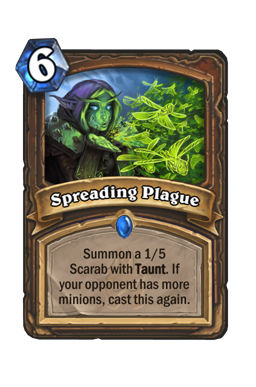 6
Spreading Plague
Summon a 1/5
Scarab with Taunt. If
your opponent has more
minions, cast this again.